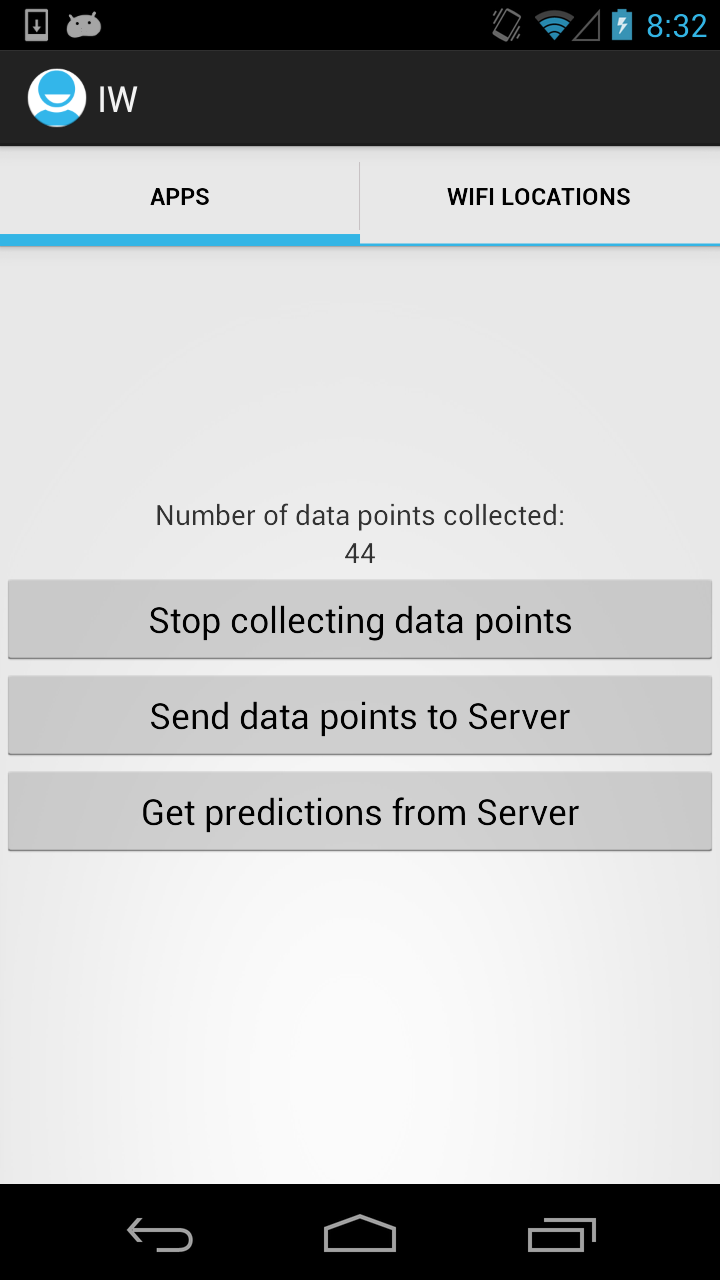 8:32
IW
APPS
WIFI LOCATIONS
Number of data points collected:
44
Stop collecting data points
Send data points to Server
Get predictions from Server